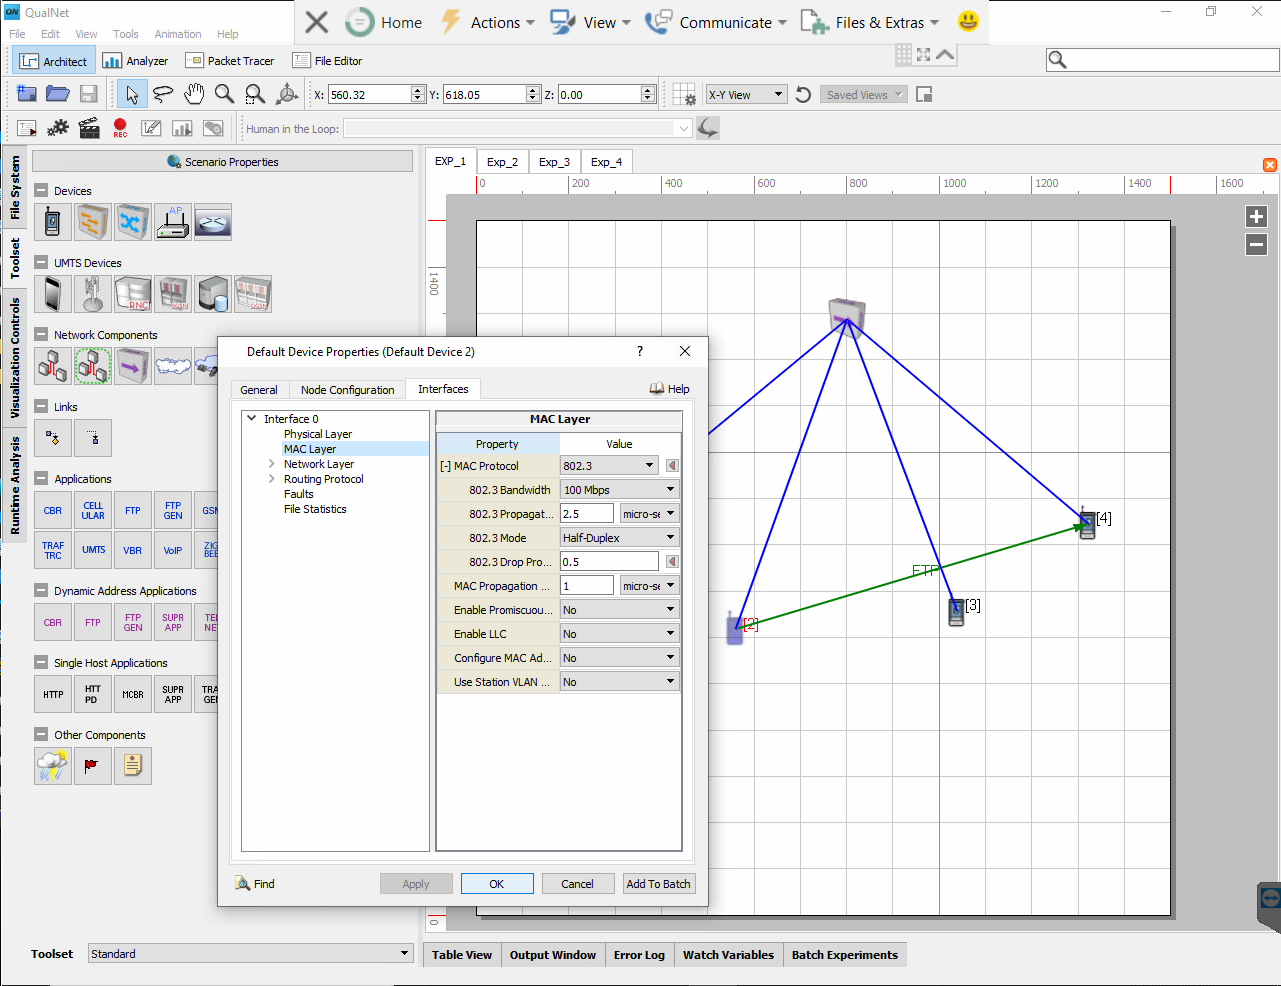 QN QualNet
Home Actions View Communicate Files & Extras
File Edit View Tools Animation Help
Architect Analyzer Packet Tracer File Editor
X: 560.32 Y: 618.05 Z: 0.00 X-Y View Saved Views
REC Human in the Loop:
File System
Toolset
Visualization Controls
Runtime Analysis
Scenario Properties
Devices
AP
UMTS Devices
RNC SGSN GGSN
Network Components
Links
Applications
CBR CELL ULAR FTP FTP GEN GSM
TRAF TRC UMTS VBR VoIP ZIG BEE
Dynamic Address Applications
CBR FTP FTP GEN SUPR APP TEL NE
Single Host Applications
HTTP HTT PD MCBR SUPR APP TRA GEN
Other Components
Toolset Standard
EXP_1 Exp_2 Exp_3 Exp_4
0 200 400 600 800 1000 1200 1400 1600
1400
0
[4]
FTP
[3]
[2]
Default Device Properties (Default Device 2) ?
General Node Configuration Interfaces Help
Interface 0
Physical Layer
MAC Layer
Network Layer
Routing Protocol
Faults
File Statistics
MAC Layer
Property Value
[-] MAC Protocol 802.3
802.3 Bandwidth 100 Mbps
802.3 Propagat... 2.5 micro-se
802.3 Mode Half-Duplex
802.3 Drop Pro... 0.5
MAC Propagation ... 1 micro-se
Enable Promiscuou... No
Enable LLC No
Configure MAC Ad... No
Use Station VLAN ... No
Find Apply OK Cancel Add To Batch
Table View Output Window Error Log Watch Variables Batch Experiments